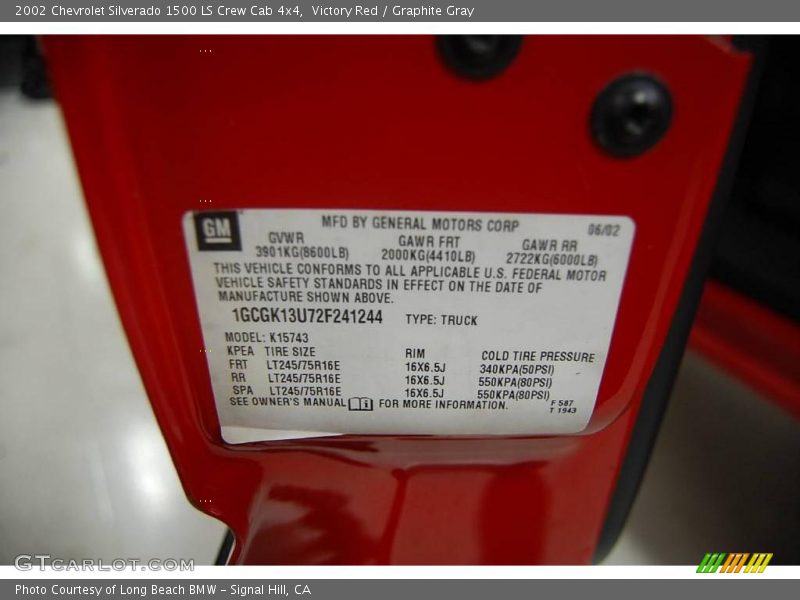 2002 Chevrolet Silverado 1500 LS Crew Cab 4x4,  Victory Red / Graphite Gray
GM
MFD BY GENERAL MOTORS CORP 06/02
GVWR GAWR FRT GAWR RR
3901KG(8600LB) 2000KG(4410LB) 2722KG(6000LB)
THIS VEHICLE CONFORMS TO ALL APPLICABLE U.S. FEDERAL MOTOR
VEHICLE SAFETY STANDARDS IN EFFECT ON THE DATE OF
MANUFACTURE SHOWN ABOVE.
1GCGK13U72F241244 TYPE: TRUCK
MODEL: K15743
KPEA TIRE SIZE RIM COLD TIRE PRESSURE
FRT LT245/75R16E 16X6.5J 340KPA(50PSI)
RR LT245/75R16E 16X6.5J 550KPA(80PSI)
SPA LT245/75R16E 16X6.5J 550KPA(80PSI)
SEE OWNER'S MANUAL FOR MORE INFORMATION.
F 587
T 1943
GTCARLOT.COM
Photo Courtesy of Long Beach BMW - Signal Hill, CA